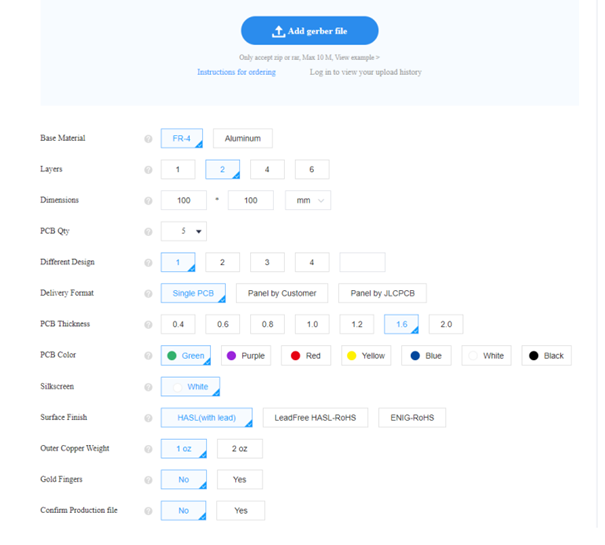 Add gerber file
Only accept zip or rar, Max 10 M, View example >
Instructions for ordering Log in to view your upload history
Base Material ? FR-4 Aluminum
Layers ? 1 2 4 6
Dimensions ? 100 * 100 mm
PCB Qty ? 5
Different Design ? 1 2 3 4
Delivery Format ? Single PCB Panel by Customer Panel by JLCPCB
PCB Thickness ? 0.4 0.6 0.8 1.0 1.2 1.6 2.0
PCB Color ? Green Purple Red Yellow Blue White Black
Silkscreen ? White
Surface Finish ? HASL(with lead) LeadFree HASL-RoHS ENIG-RoHS
Outer Copper Weight ? 1 oz 2 oz
Gold Fingers ? No Yes
Confirm Production file ? No Yes